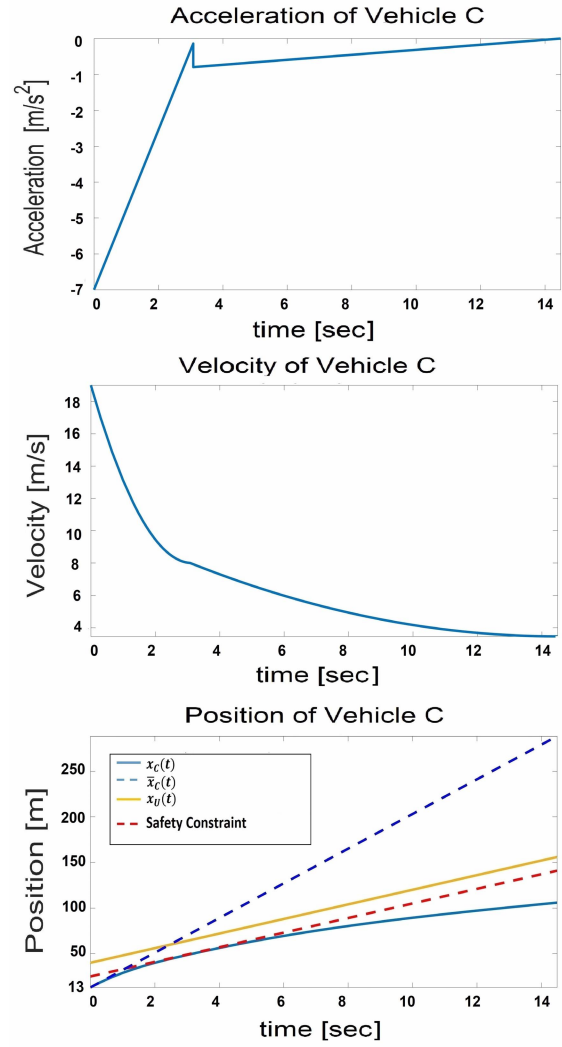 Acceleration of Vehicle C
Acceleration [m/s²]
0
-1
-2
-3
-4
-5
-6
-7
0 2 4 6 8 10 12 14
time [sec]
Velocity of Vehicle C
Velocity [m/s]
18
16
14
12
10
8
6
4
0 2 4 6 8 10 12 14
time [sec]
Position of Vehicle C
Position [m]
250
200
150
100
50
13
x_C(t)
x̅_C(t)
x_U(t)
Safety Constraint
0 2 4 6 8 10 12 14
time [sec]